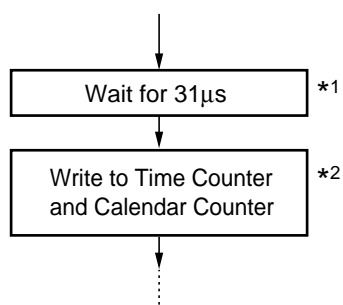 Wait for 31µs *1
Write to Time Counter *2
and Calendar Counter